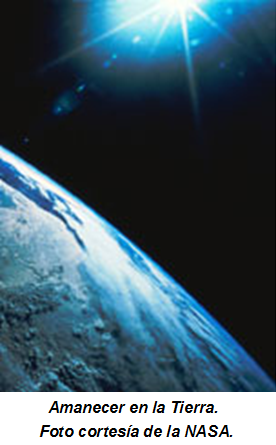 Amanecer en la Tierra.
Foto cortesía de la NASA.